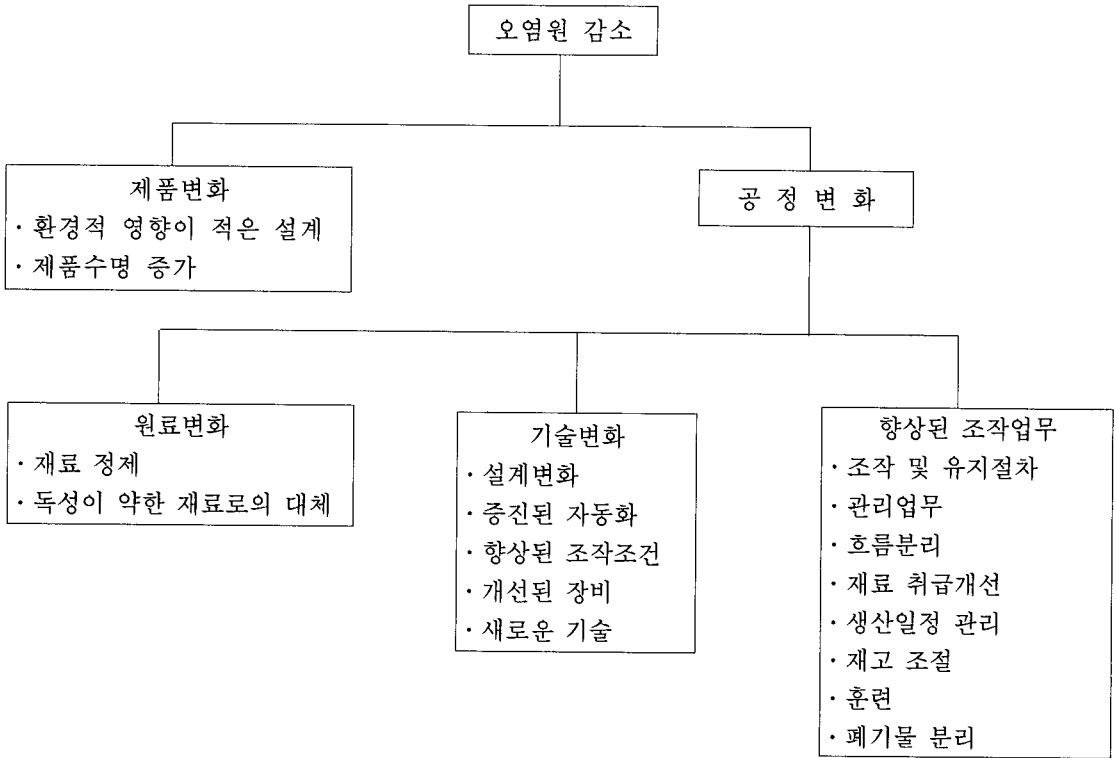 오염원 감소
제품변화
· 환경적 영향이 적은 설계
· 제품수명 증가
공 정 변 화
원료변화
· 재료 정제
· 독성이 약한 재료로의 대체
기술변화
· 설계변화
· 증진된 자동화
· 향상된 조작조건
· 개선된 장비
· 새로운 기술
향상된 조작업무
· 조작 및 유지절차
· 관리업무
· 흐름분리
· 재료 취급개선
· 생산일정 관리
· 재고 조절
· 훈련
· 폐기물 분리